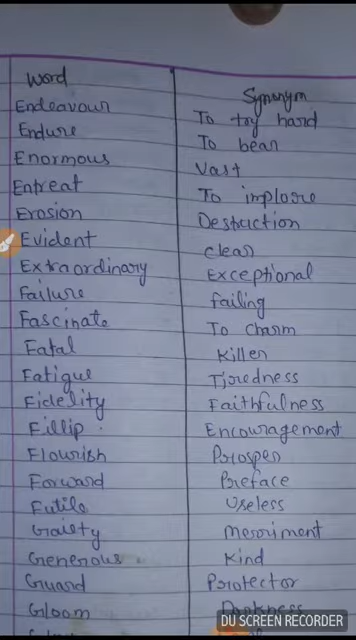 Word Synonym
Endeavour To try hard
Endure To bear
Enormous Vast
Entreat To implore
Erosion Destruction
Evident Clear
Extraordinary Exceptional
Failure failing
Fascinate To charm
Fatal Killer
Fatigue Tiredness
Fidelity Faithfulness
Fillip Encouragement
Flourish Prosper
Forward Preface
Futile Useless
Gaiety Merriment
Generous Kind
Guard Protector
Gloom Darkness
DU SCREEN RECORDER